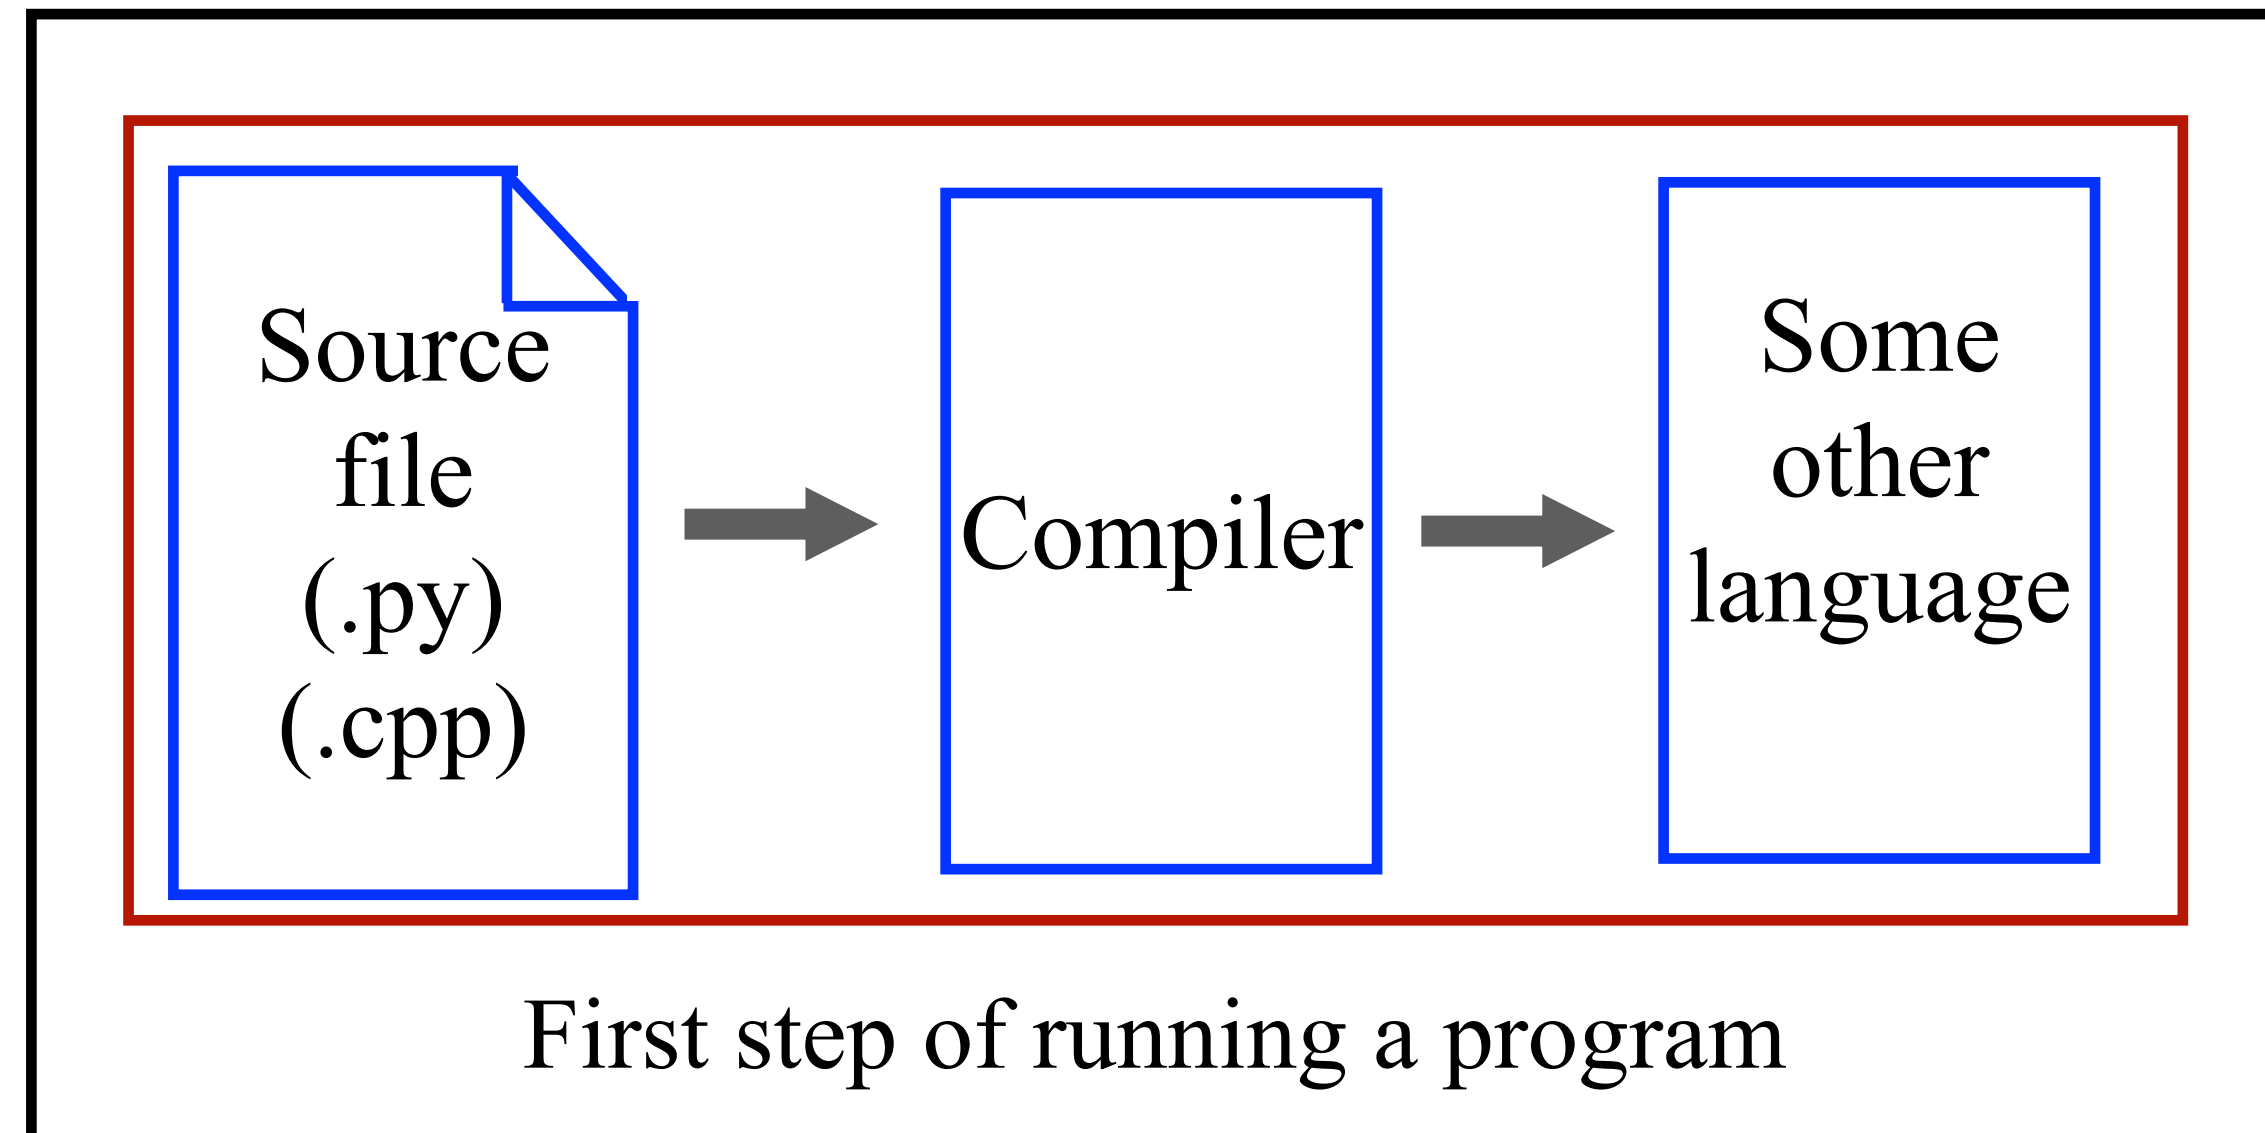 Source
file
(.py)
(.cpp)
Compiler
Some
other
language
First step of running a program